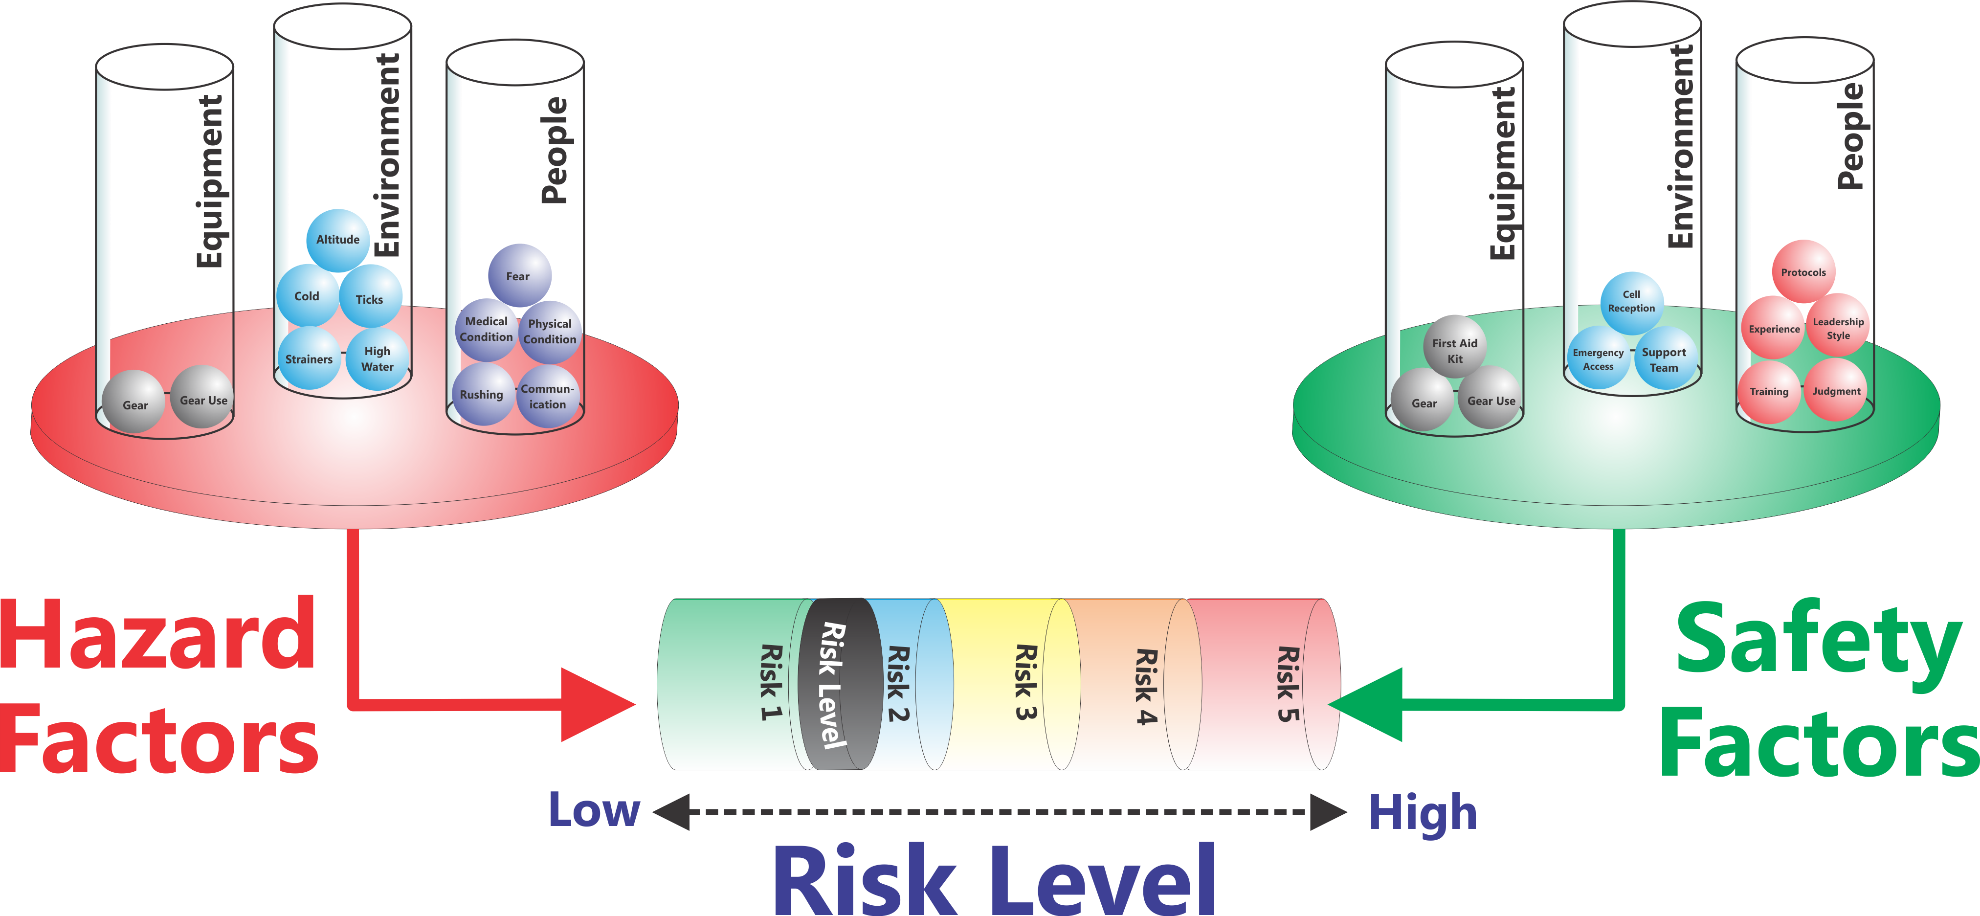 Equipment
Environment
People
Altitude
Cold
Ticks
Strainers
High
Water
Fear
Medical
Condition
Physical
Condition
Rushing
Commun-
ication
Gear
Gear Use
Equipment
Environment
People
First Aid
Kit
Gear
Gear Use
Cell
Reception
Emergency
Access
Support
Team
Protocols
Experience
Leadership
Style
Training
Judgment
Hazard
Factors
Risk 1
Risk Level
Risk 2
Risk 3
Risk 4
Risk 5
Safety
Factors
Low
High
Risk Level